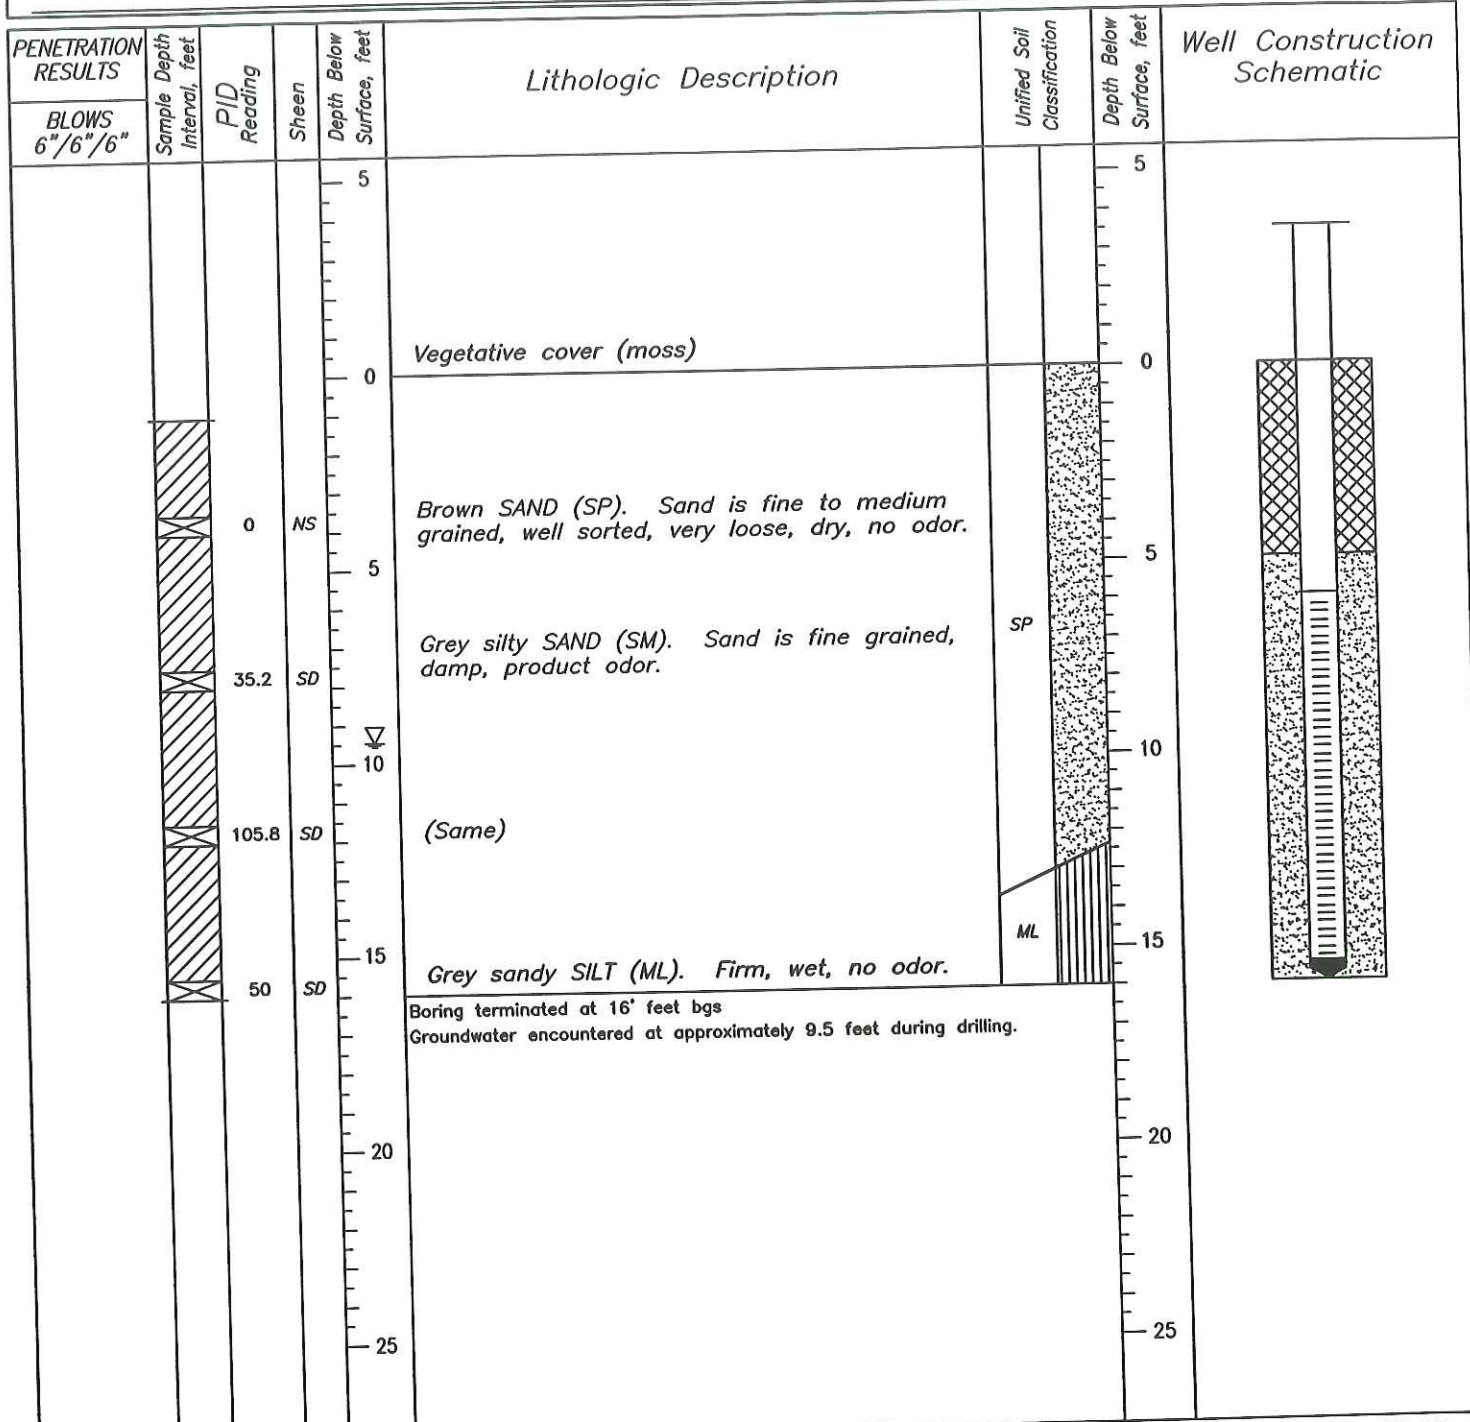 PENETRATION
RESULTS
BLOWS
6"/6"/6"
Sample Depth
Interval, feet
PID
Reading
Sheen
Depth Below
Surface, feet
Lithologic Description
Unified Soil
Classification
Depth Below
Surface, feet
Well Construction
Schematic
5
5
Vegetative cover (moss)
0
0
0
NS
Brown SAND (SP). Sand is fine to medium
grained, well sorted, very loose, dry, no odor.
5
5
SP
Grey silty SAND (SM). Sand is fine grained,
damp, product odor.
35.2
SD
10
10
105.8
SD
(Same)
ML
15
15
Grey sandy SILT (ML). Firm, wet, no odor.
50
SD
Boring terminated at 16' feet bgs
Groundwater encountered at approximately 9.5 feet during drilling.
20
20
25
25